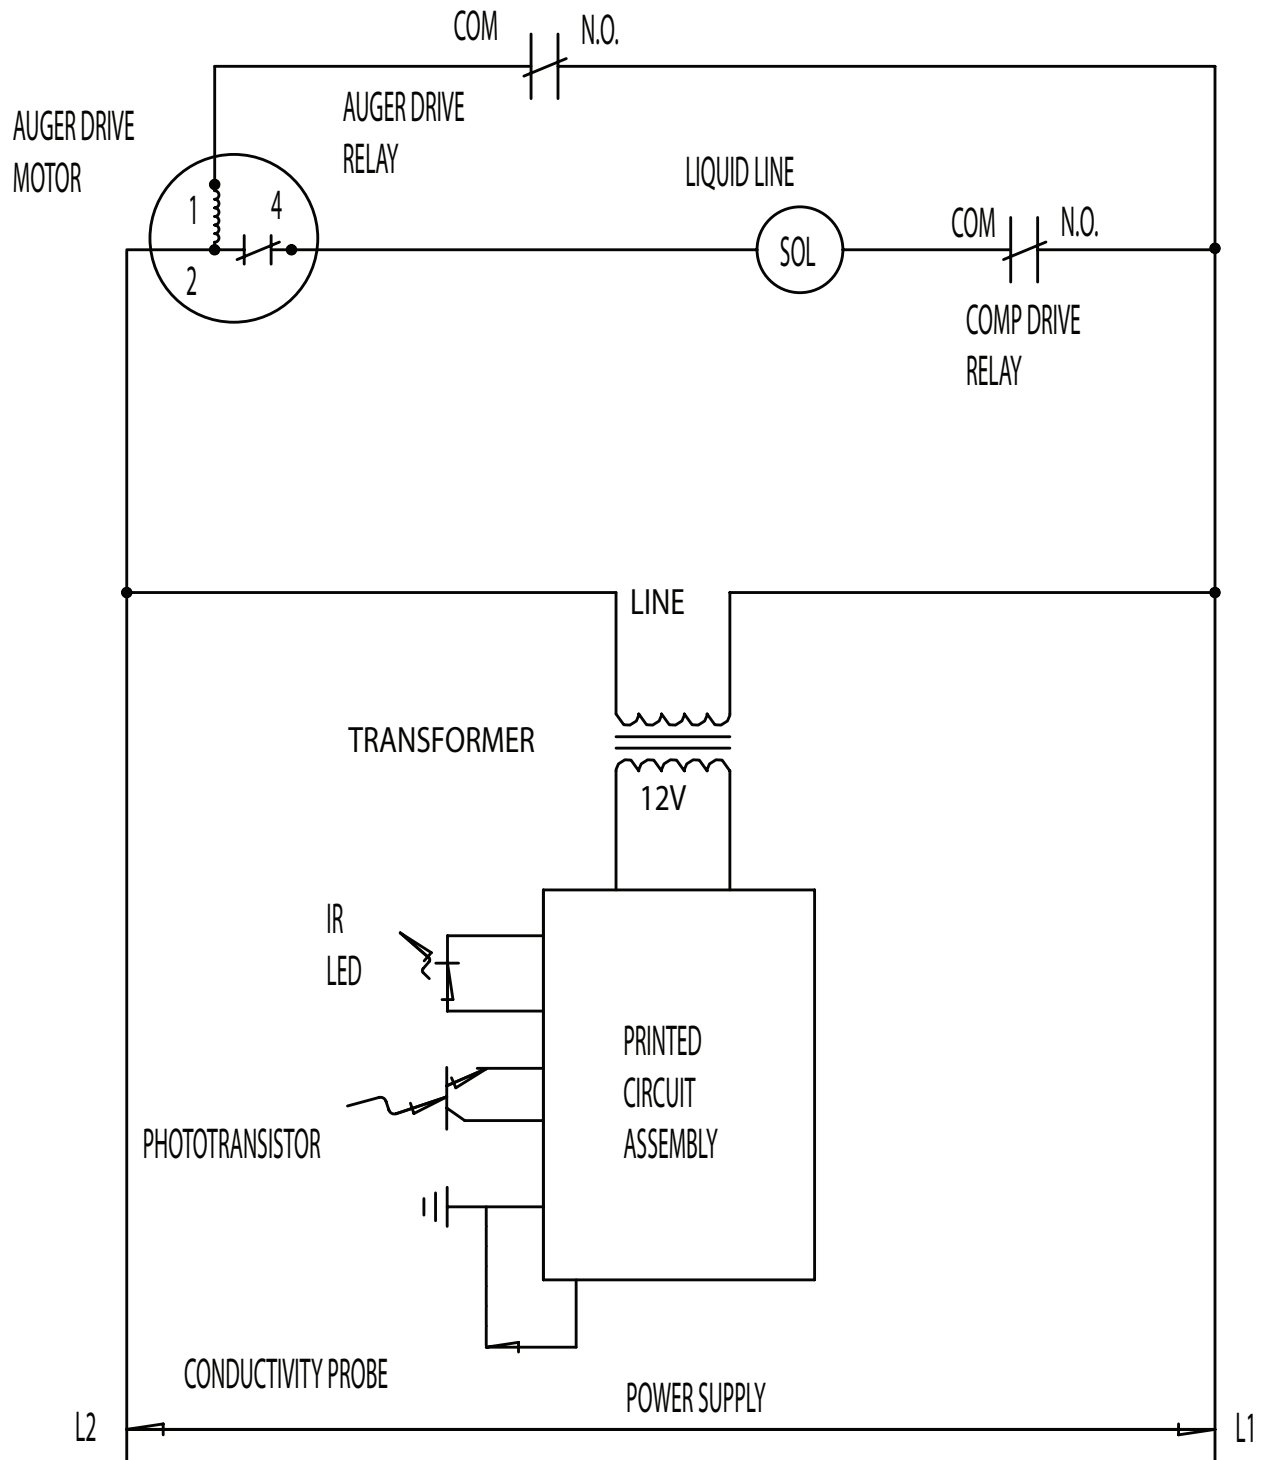 COM
N.O.
AUGER DRIVE
MOTOR
AUGER DRIVE
RELAY
LIQUID LINE
1
4
2
SOL
COM
N.O.
COMP DRIVE
RELAY
LINE
TRANSFORMER
12V
IR
LED
PRINTED
CIRCUIT
ASSEMBLY
PHOTOTRANSISTOR
CONDUCTIVITY PROBE
POWER SUPPLY
L2
L1